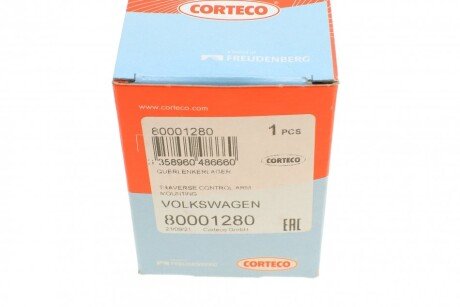 CORTECO
FREUDENBERG
www.corteco.com
80001280
1 PCS
358960 486660
CORTECO
QUERLENKERLAGER
TRAVERSE CONTROL ARM
MOUNTING
VOLKSWAGEN
80001280
Corteco GmbH
EAC
FREUDENBERG
CORTECO